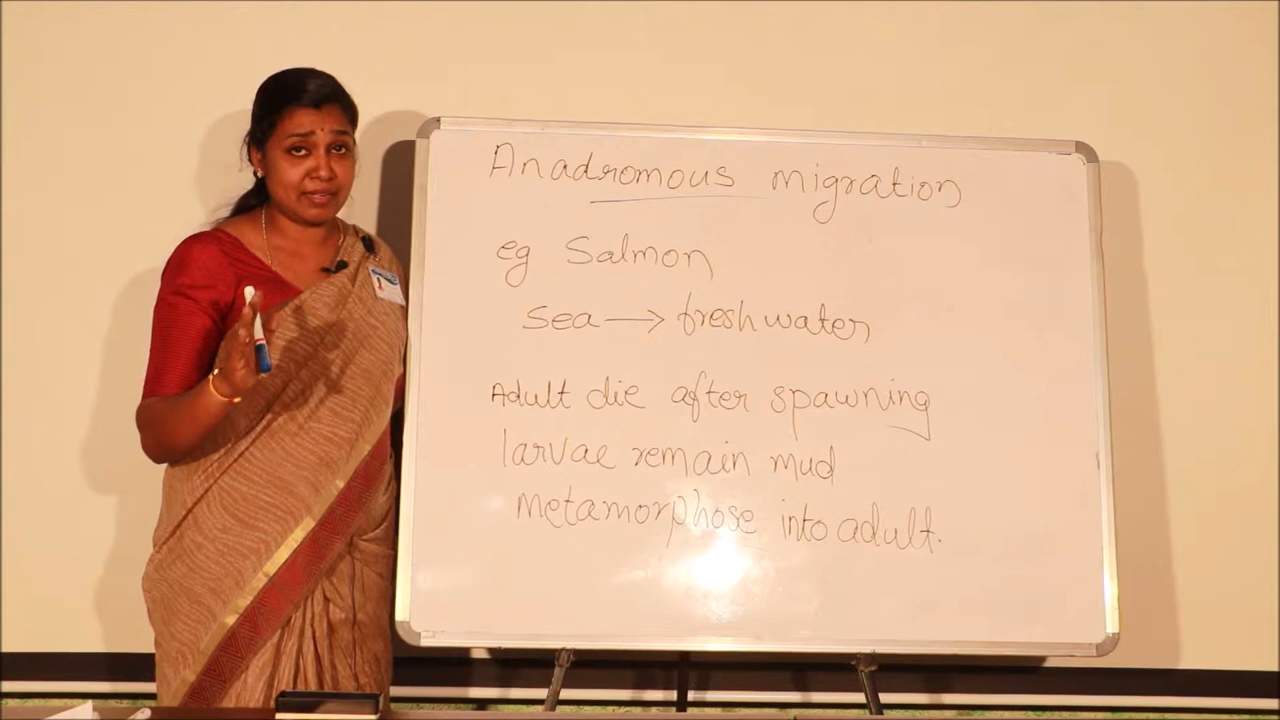 Anadromous migration
eg Salmon
sea → freshwater
Adult die after spawning
larvae remain mud
metamorphose into adult.